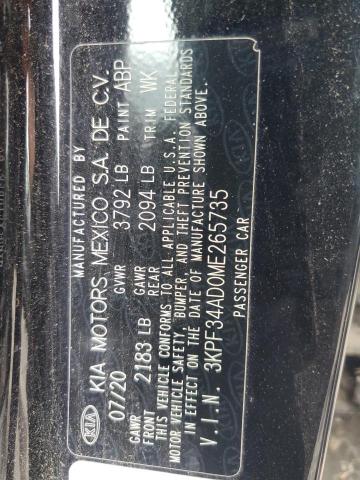 KIA
MANUFACTURED BY
KIA MOTORS MEXICO S.A. DE C.V.
07/20 GVWR 3792 LB PAINT ABP
GAWR FRONT 2183 LB GAWR REAR 2094 LB TRIM WK
THIS VEHICLE CONFORMS TO ALL APPLICABLE U.S.A. FEDERAL
MOTOR VEHICLE SAFETY, BUMPER, AND THEFT PREVENTION STANDARDS
IN EFFECT ON THE DATE OF MANUFACTURE SHOWN ABOVE.
V.I.N. 3KPF34AD0ME265735
PASSENGER CAR